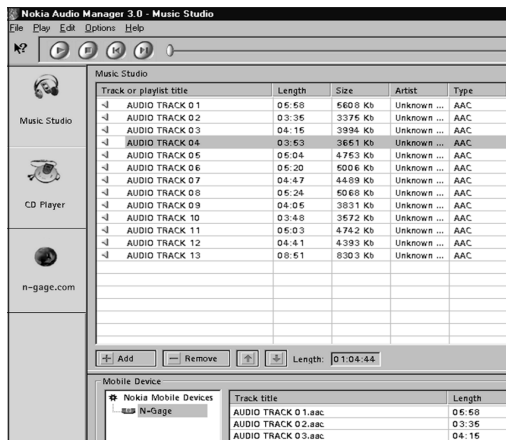 Nokia Audio Manager 3.0 - Music Studio
File Play Edit Options Help
Music Studio
Track or playlist title Length Size Artist Type
AUDIO TRACK 01 05:58 5608 Kb Unknown ... AAC
AUDIO TRACK 02 03:35 3375 Kb Unknown ... AAC
AUDIO TRACK 03 04:15 3994 Kb Unknown ... AAC
AUDIO TRACK 04 03:53 3651 Kb Unknown ... AAC
AUDIO TRACK 05 05:04 4753 Kb Unknown ... AAC
AUDIO TRACK 06 05:20 5006 Kb Unknown ... AAC
AUDIO TRACK 07 04:47 4489 Kb Unknown ... AAC
AUDIO TRACK 08 05:24 5068 Kb Unknown ... AAC
AUDIO TRACK 09 04:05 3831 Kb Unknown ... AAC
AUDIO TRACK 10 03:48 3572 Kb Unknown ... AAC
AUDIO TRACK 11 05:03 4742 Kb Unknown ... AAC
AUDIO TRACK 12 04:41 4393 Kb Unknown ... AAC
AUDIO TRACK 13 08:51 8303 Kb Unknown ... AAC
Music Studio
CD Player
n-gage.com
Add Remove Length: 01:04:44
Mobile Device
Nokia Mobile Devices
N-Gage
Track title Length
AUDIO TRACK 01.aac 05:58
AUDIO TRACK 02.aac 03:35
AUDIO TRACK 03.aac 04:15